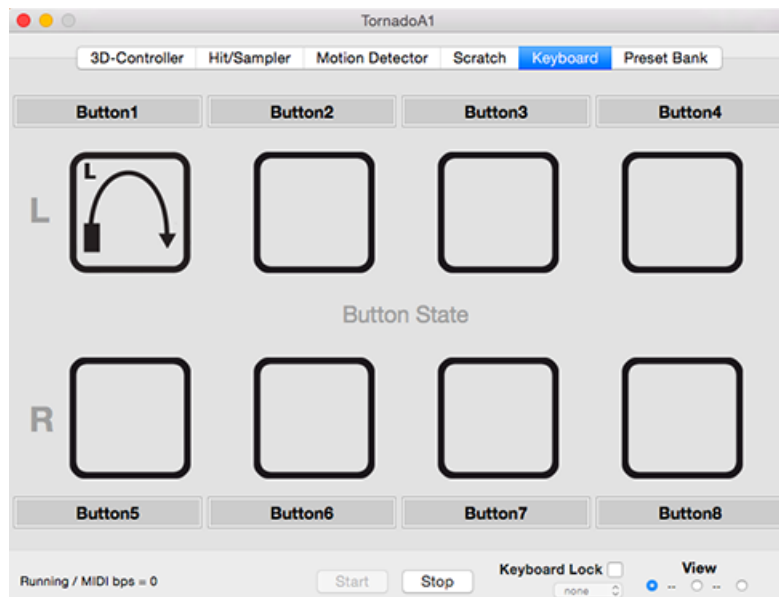 TornadoA1
3D-Controller Hit/Sampler Motion Detector Scratch Keyboard Preset Bank
Button1 Button2 Button3 Button4
L
L
Button State
R
Button5 Button6 Button7 Button8
Keyboard Lock View
Running / MIDI bps = 0 Start Stop
none -- --